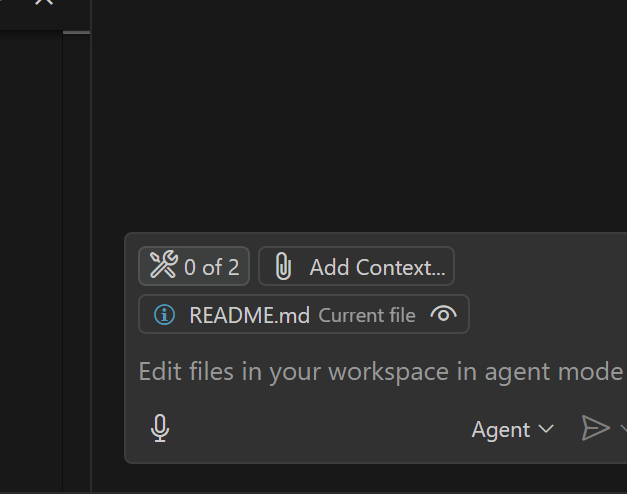 0 of 2 Add Context...
README.md Current file
Edit files in your workspace in agent mode
Agent